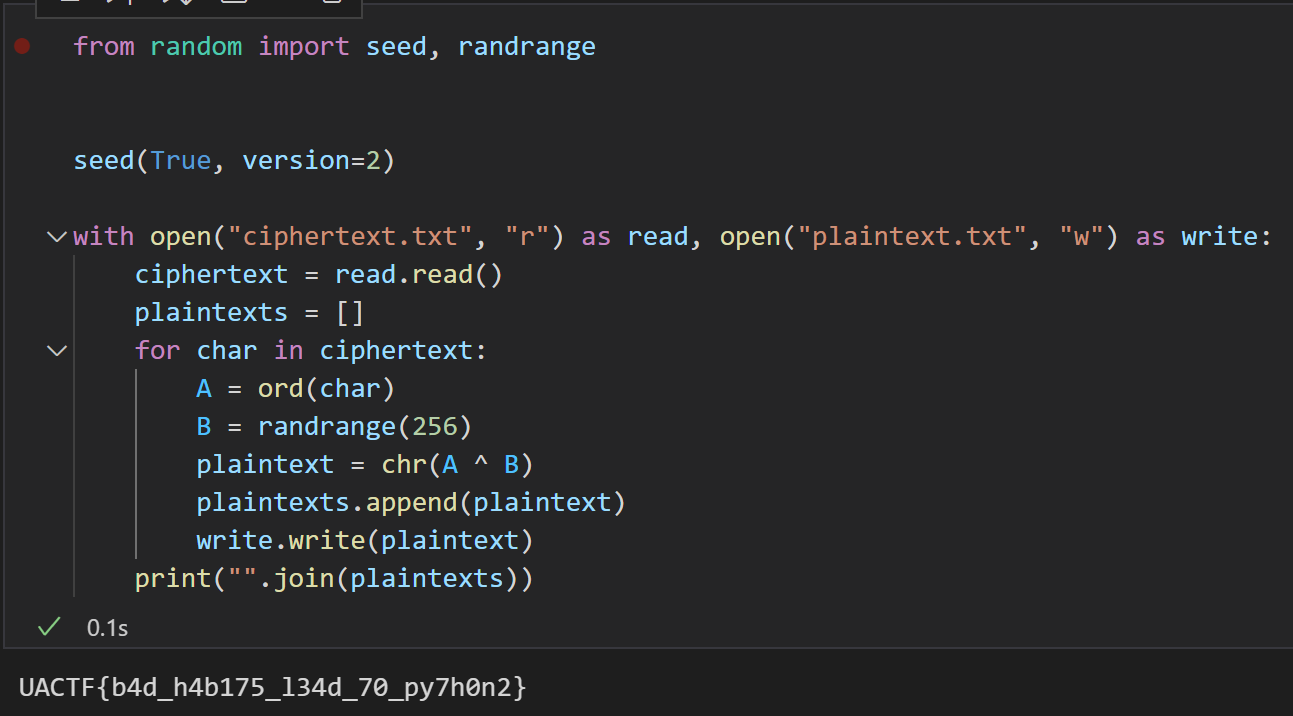 from random import seed, randrange
seed(True, version=2)
with open("ciphertext.txt", "r") as read, open("plaintext.txt", "w") as write:
    ciphertext = read.read()
    plaintexts = []
    for char in ciphertext:
        A = ord(char)
        B = randrange(256)
        plaintext = chr(A ^ B)
        plaintexts.append(plaintext)
        write.write(plaintext)
    print("".join(plaintexts))
0.1s
UACTF{b4d_h4b175_l34d_70_py7h0n2}